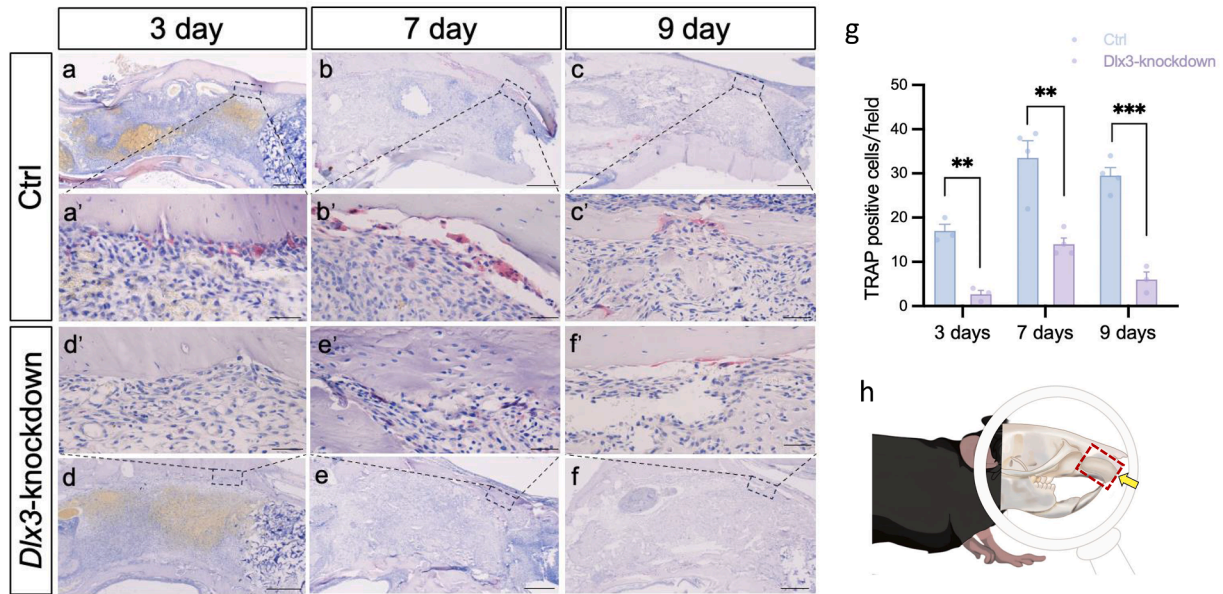 3 day
7 day
9 day
Ctrl
a
b
c
a'
b'
c'
Dlx3-knockdown
d'
e'
f'
d
e
f
g
Ctrl
Dlx3-knockdown
TRAP positive cells/field
50
40
30
20
10
0
**
**
***
3 days
7 days
9 days
h